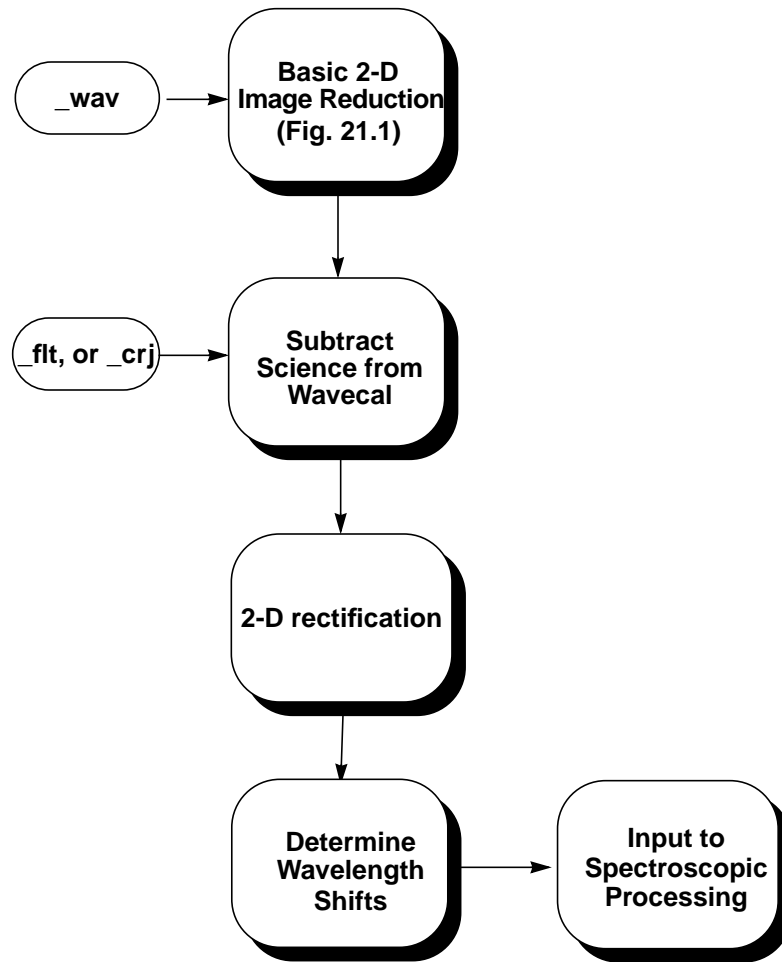 _wav
Basic 2-D
Image Reduction
(Fig. 21.1)
_flt, or _crj
Subtract
Science from
Wavecal
2-D rectification
Determine
Wavelength
Shifts
Input to
Spectroscopic
Processing